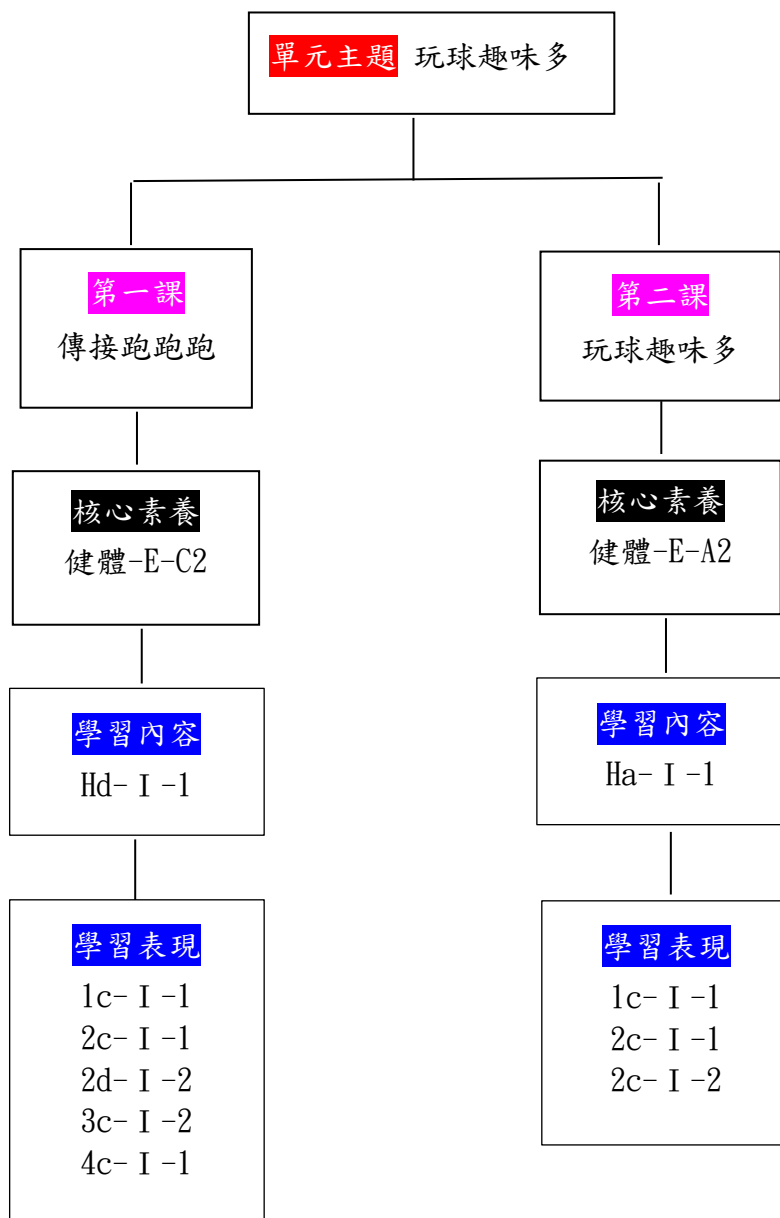 單元主題 玩球趣味多
第一課
傳接跑跑跑
第二課
玩球趣味多
核心素養
健體-E-C2
核心素養
健體-E-A2
學習內容
Hd-Ⅰ-1
學習內容
Ha-Ⅰ-1
學習表現
1c-Ⅰ-1
2c-Ⅰ-1
2d-Ⅰ-2
3c-Ⅰ-2
4c-Ⅰ-1
學習表現
1c-Ⅰ-1
2c-Ⅰ-1
2c-Ⅰ-2